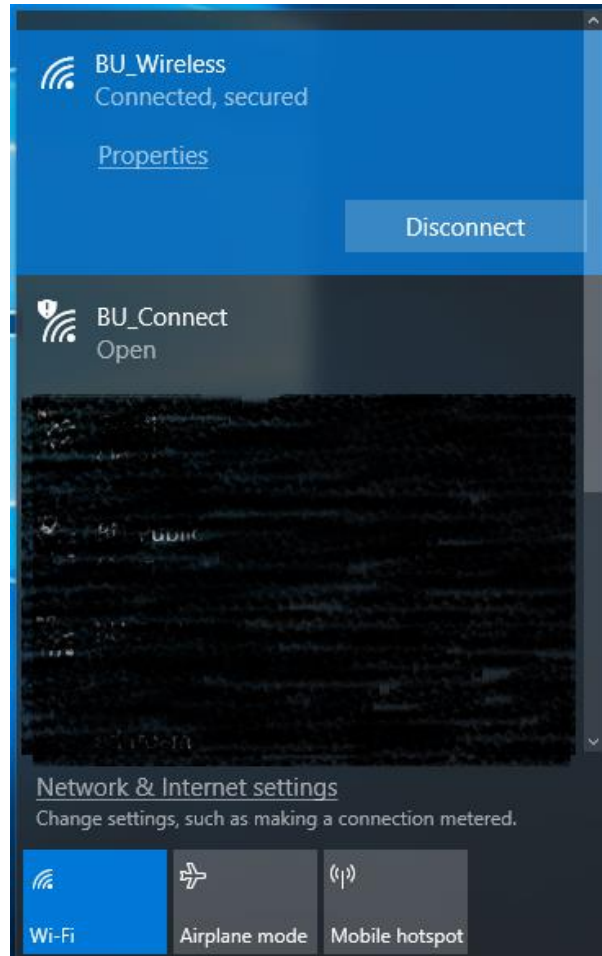 BU_Wireless
Connected, secured
Properties
Disconnect
BU_Connect
Open
Network & Internet settings
Change settings, such as making a connection metered.
Wi-Fi
Airplane mode
Mobile hotspot